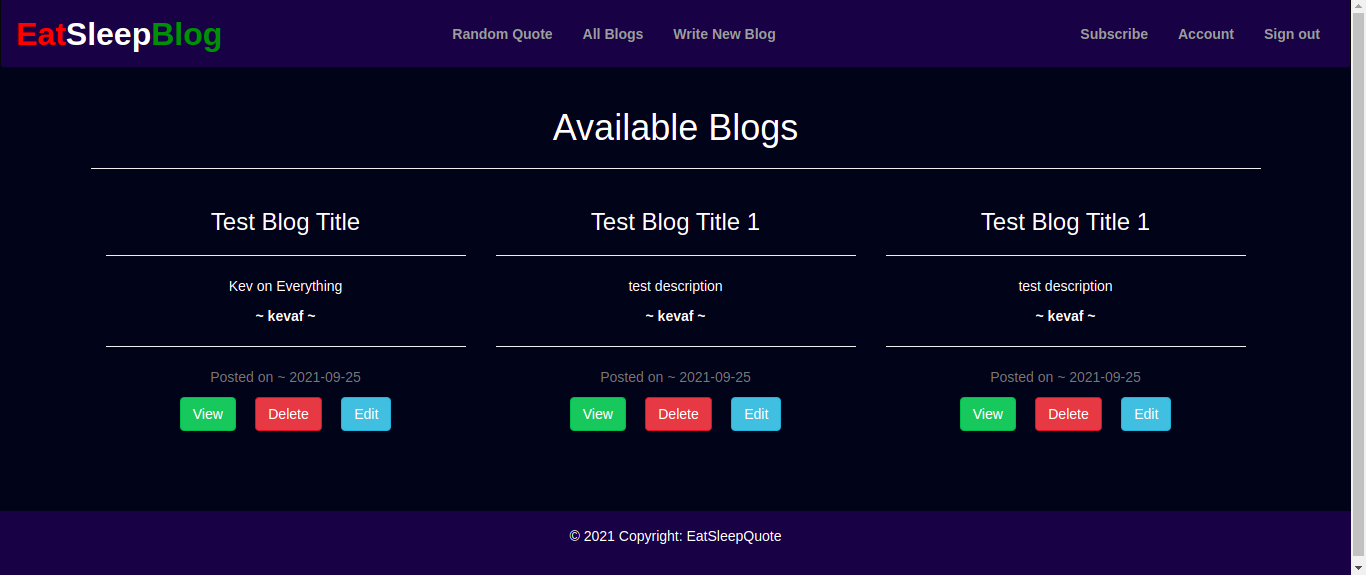 EatSleepBlog Random Quote All Blogs Write New Blog Subscribe Account Sign out
Available Blogs
Test Blog Title Test Blog Title 1 Test Blog Title 1
Kev on Everything test description test description
~ kevaf ~ ~ kevaf ~ ~ kevaf ~
Posted on ~ 2021-09-25 Posted on ~ 2021-09-25 Posted on ~ 2021-09-25
View Delete Edit View Delete Edit View Delete Edit
© 2021 Copyright: EatSleepQuote